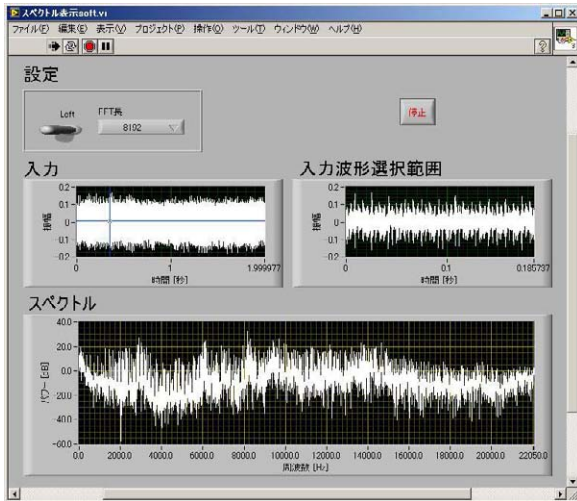 スペクトル表示soft.vi
ファイル(F) 編集(E) 表示(V) プロジェクト(P) 操作(O) ツール(T) ウィンドウ(W) ヘルプ(H)
設定
Left
FFT長
8192
停止
入力
0.2
0.1
0
-0.1
-0.2
振幅
0
1
1.999977
時間 [秒]
入力波形選択範囲
0.2
0.1
0
-0.1
-0.2
振幅
0
0.1
0.185737
時間 [秒]
スペクトル
40.0
20.0
0.0
-20.0
-40.0
-60.0
パワー [dB]
0.0
2000.0
4000.0
6000.0
8000.0
10000.0
12000.0
14000.0
16000.0
18000.0
20000.0
22050.0
周波数 [Hz]